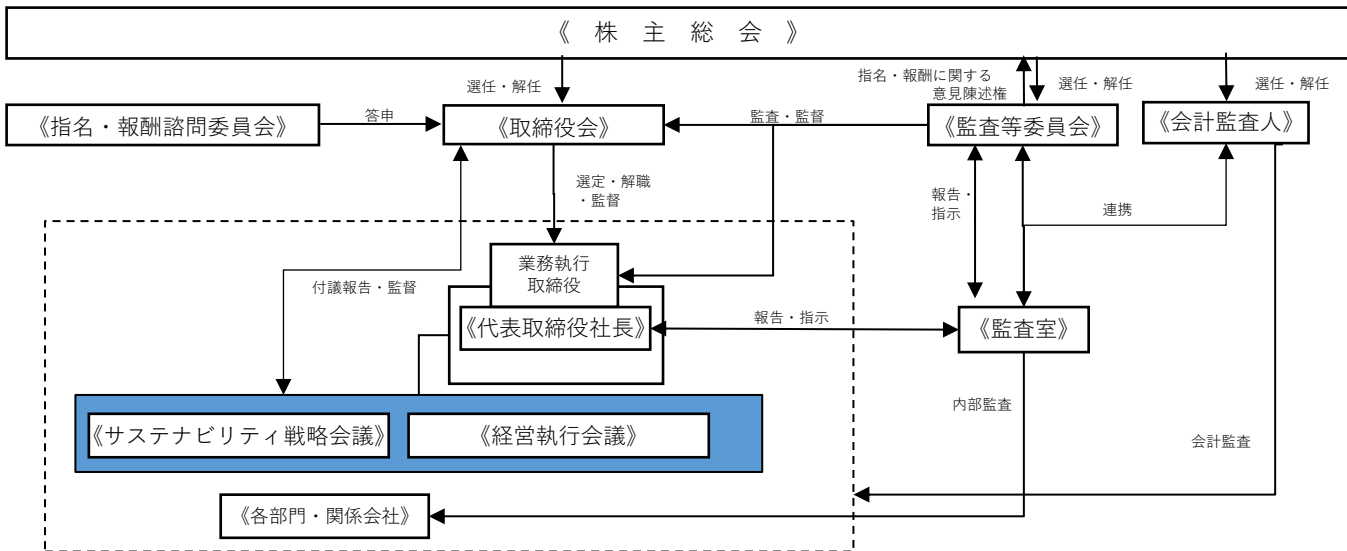 《 株 主 総 会 》
選任・解任
指名・報酬に関する
意見陳述権
選任・解任
選任・解任
《指名・報酬諮問委員会》
答申
《取締役会》
監査・監督
《監査等委員会》
《会計監査人》
選定・解職
・監督
報告・
指示
連携
業務執行
取締役
付議報告・監督
《代表取締役社長》
報告・指示
《監査室》
内部監査
《サステナビリティ戦略会議》
《経営執行会議》
会計監査
《各部門・関係会社》